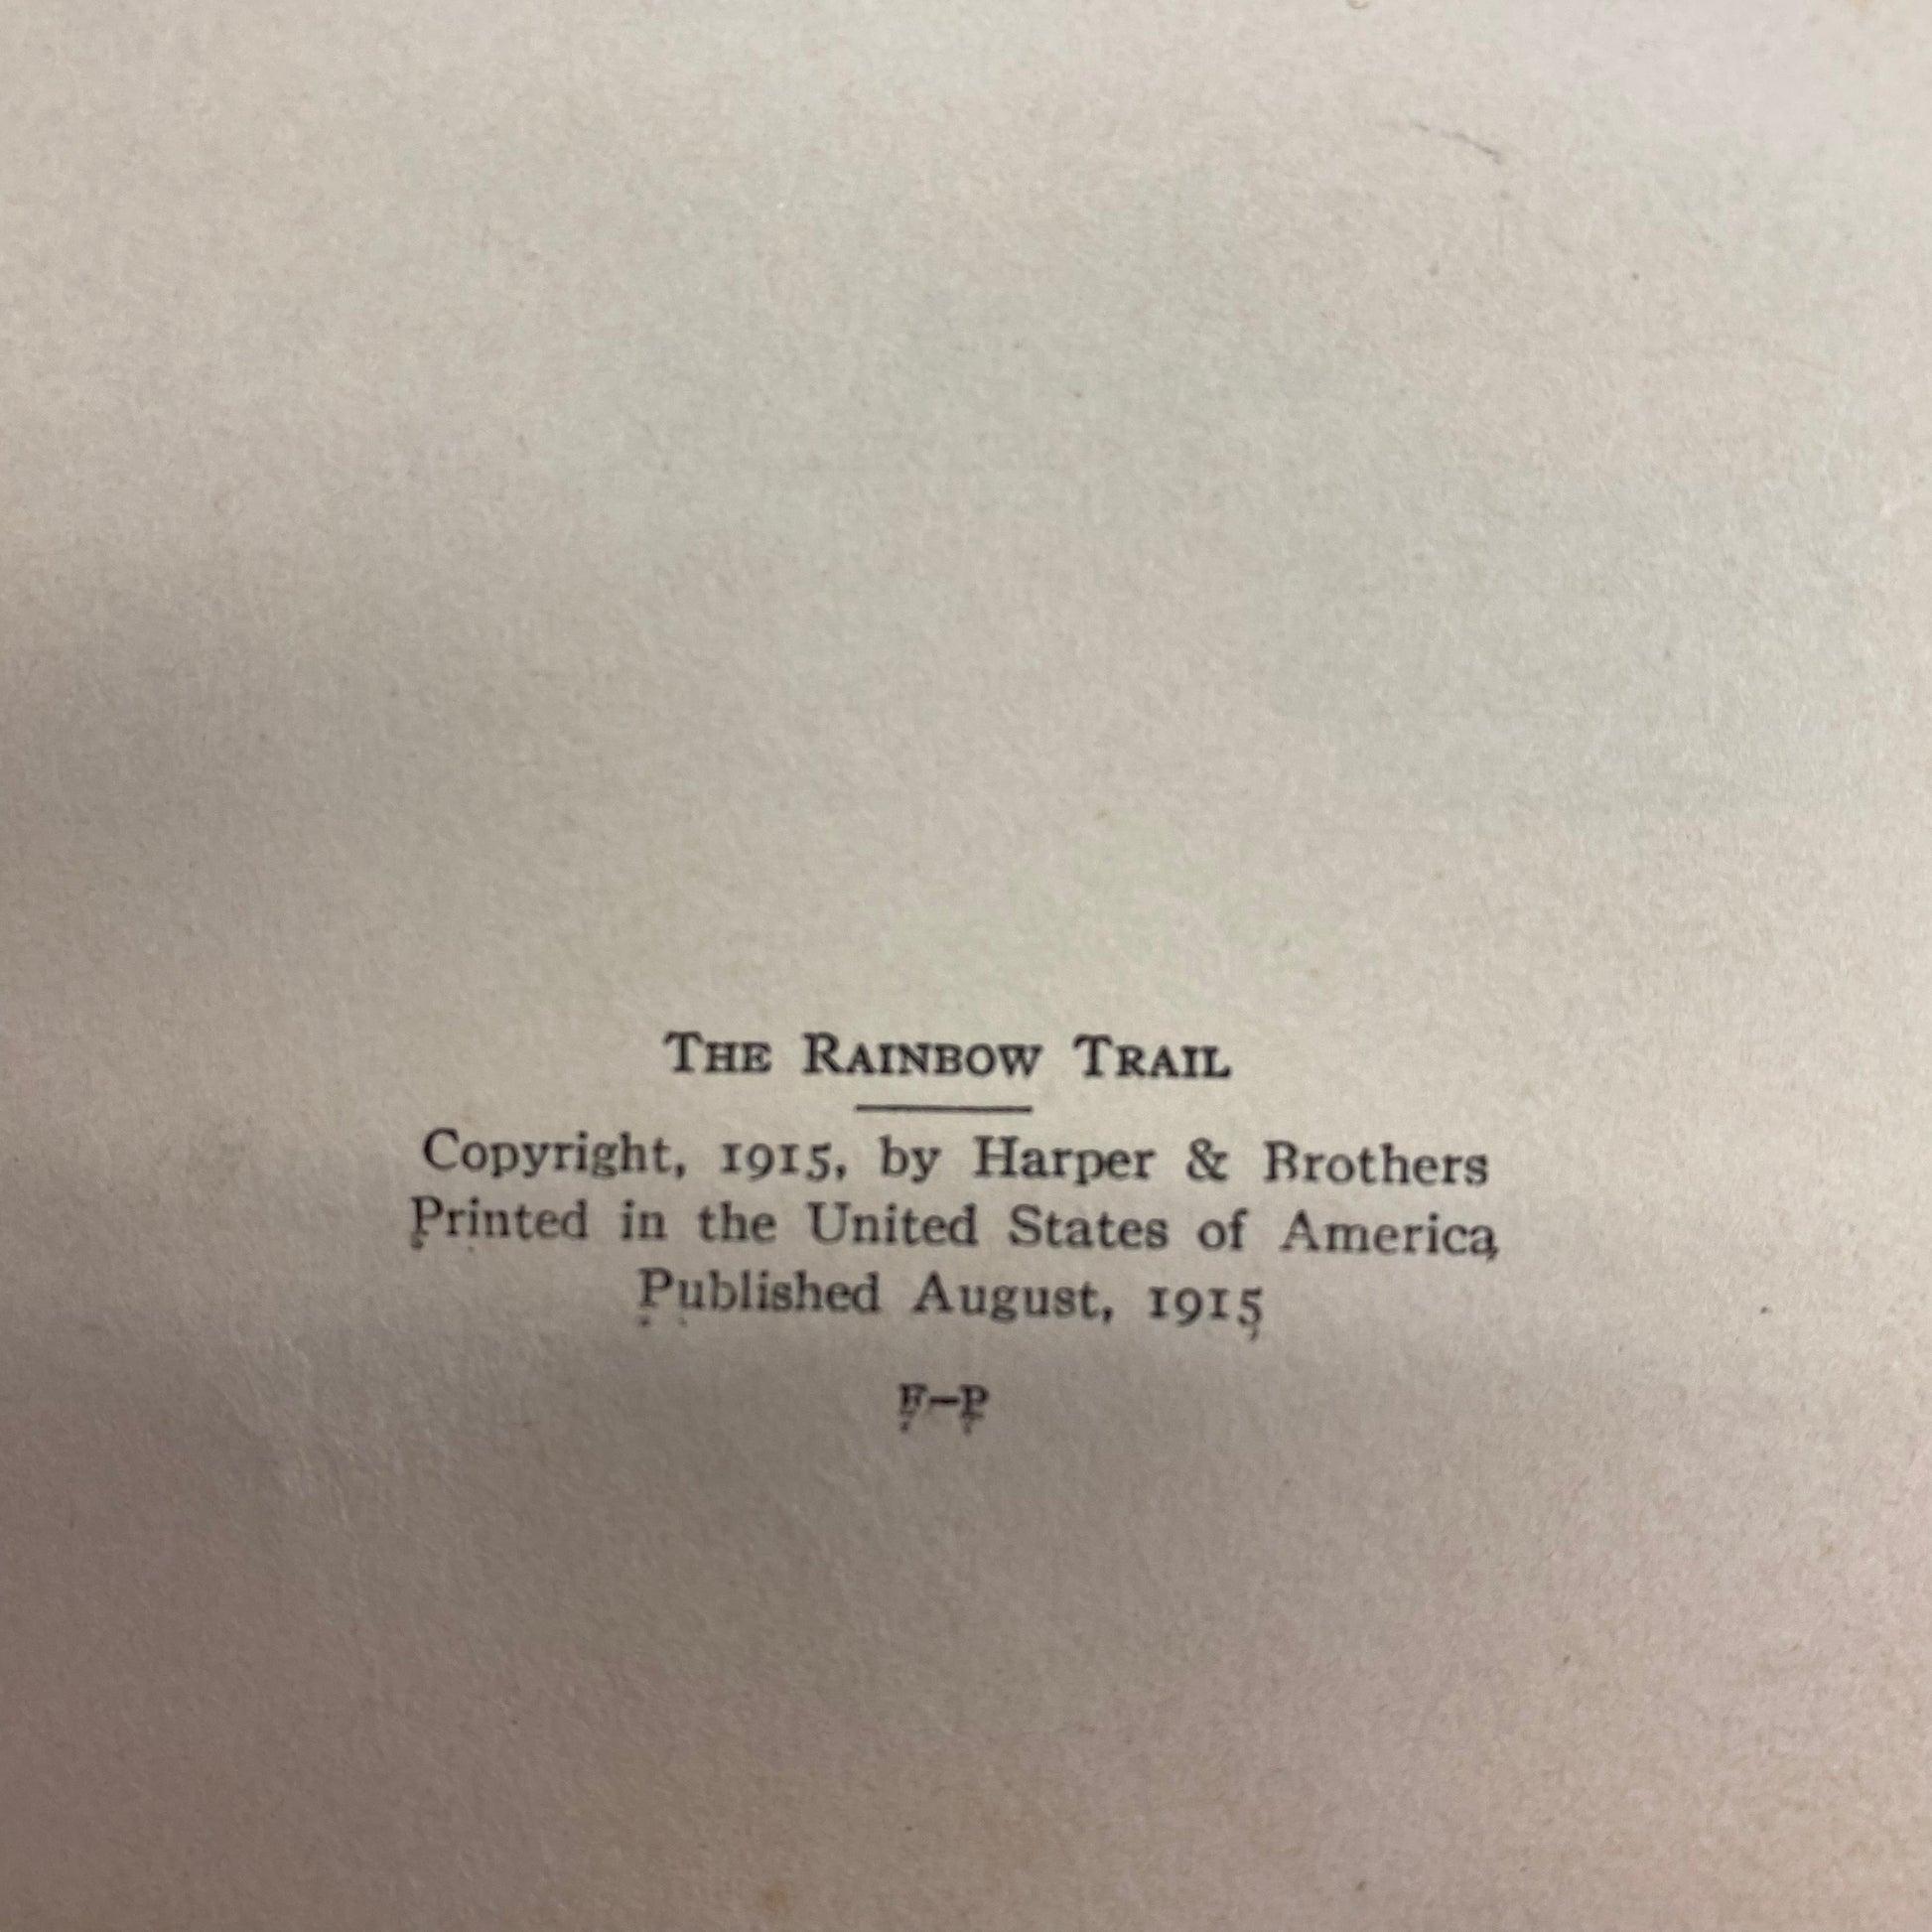 The Rainbow Trail
Copyright, 1915, by Harper & Brothers
Printed in the United States of America
Published August, 1915
F-P